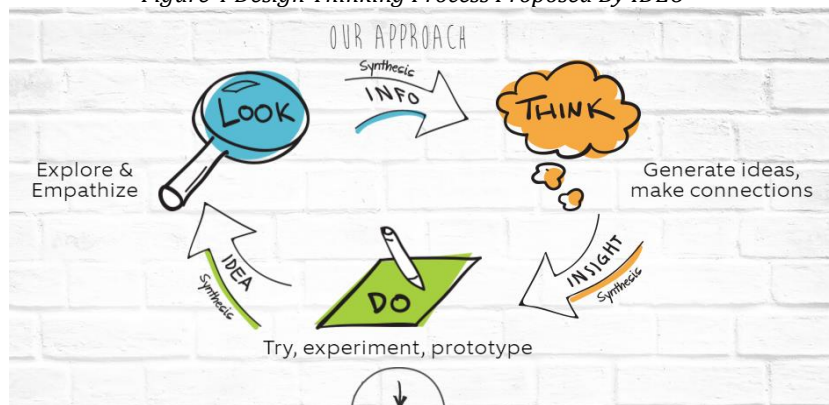 Figure 1 Design Thinking Process Proposed By IDEO
OUR APPROACH
Synthesis
INFO
LOOK
THINK
Explore &
Empathize
Generate ideas,
make connections
INSIGHT
Synthesis
DO
Try, experiment, prototype
IDEA
Synthesis